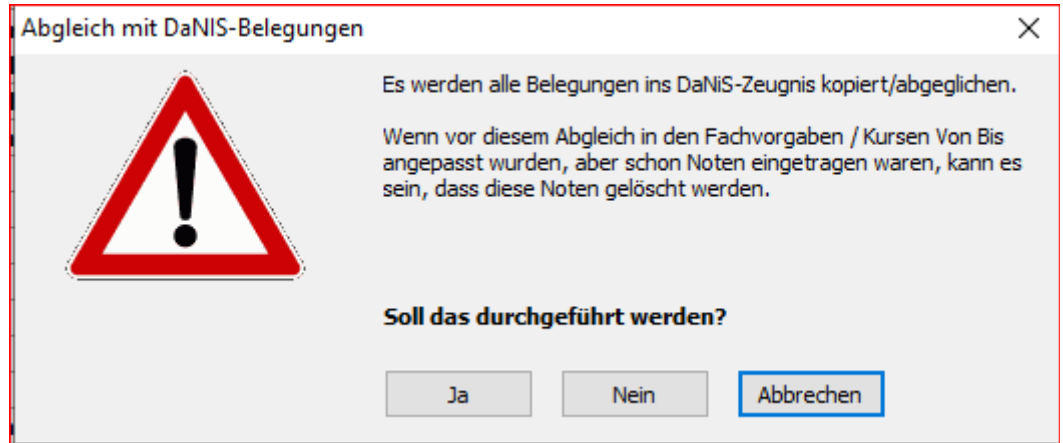 Abgleich mit DaNIS-Belegungen
Es werden alle Belegungen ins DaNiS-Zeugnis kopiert/abgeglichen.
Wenn vor diesem Abgleich in den Fachvorgaben / Kursen Von Bis
angepasst wurden, aber schon Noten eingetragen waren, kann es
sein, dass diese Noten gelöscht werden.
Soll das durchgeführt werden?
Ja
Nein
Abbrechen